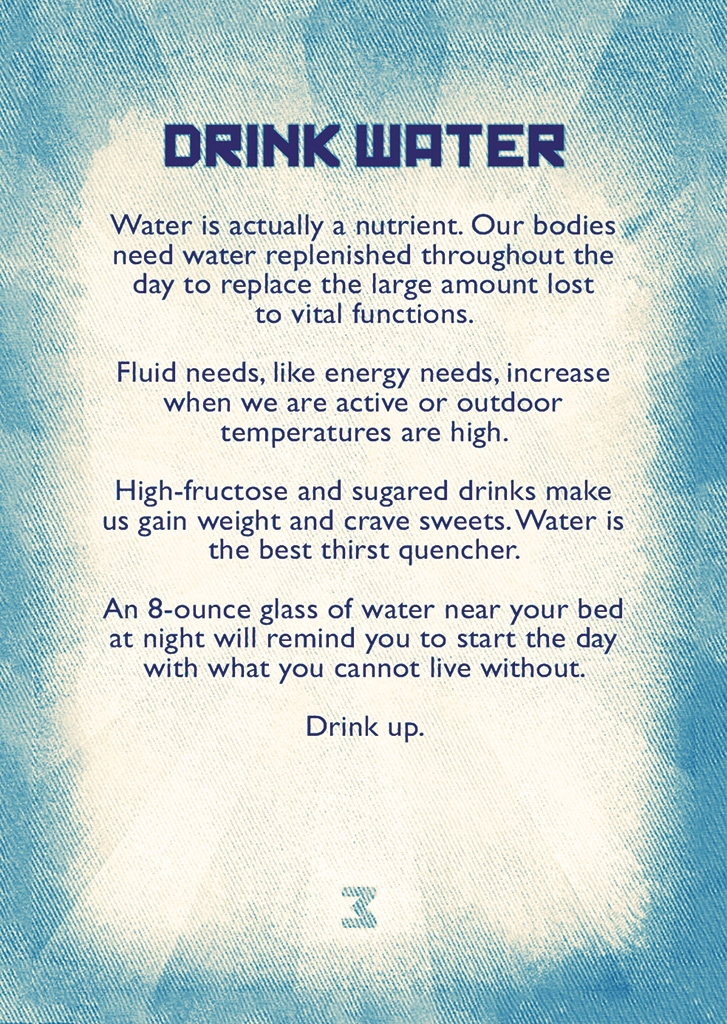 DRINK WATER
Water is actually a nutrient. Our bodies
need water replenished throughout the
day to replace the large amount lost
to vital functions.
Fluid needs, like energy needs, increase
when we are active or outdoor
temperatures are high.
High-fructose and sugared drinks make
us gain weight and crave sweets. Water is
the best thirst quencher.
An 8-ounce glass of water near your bed
at night will remind you to start the day
with what you cannot live without.
Drink up.